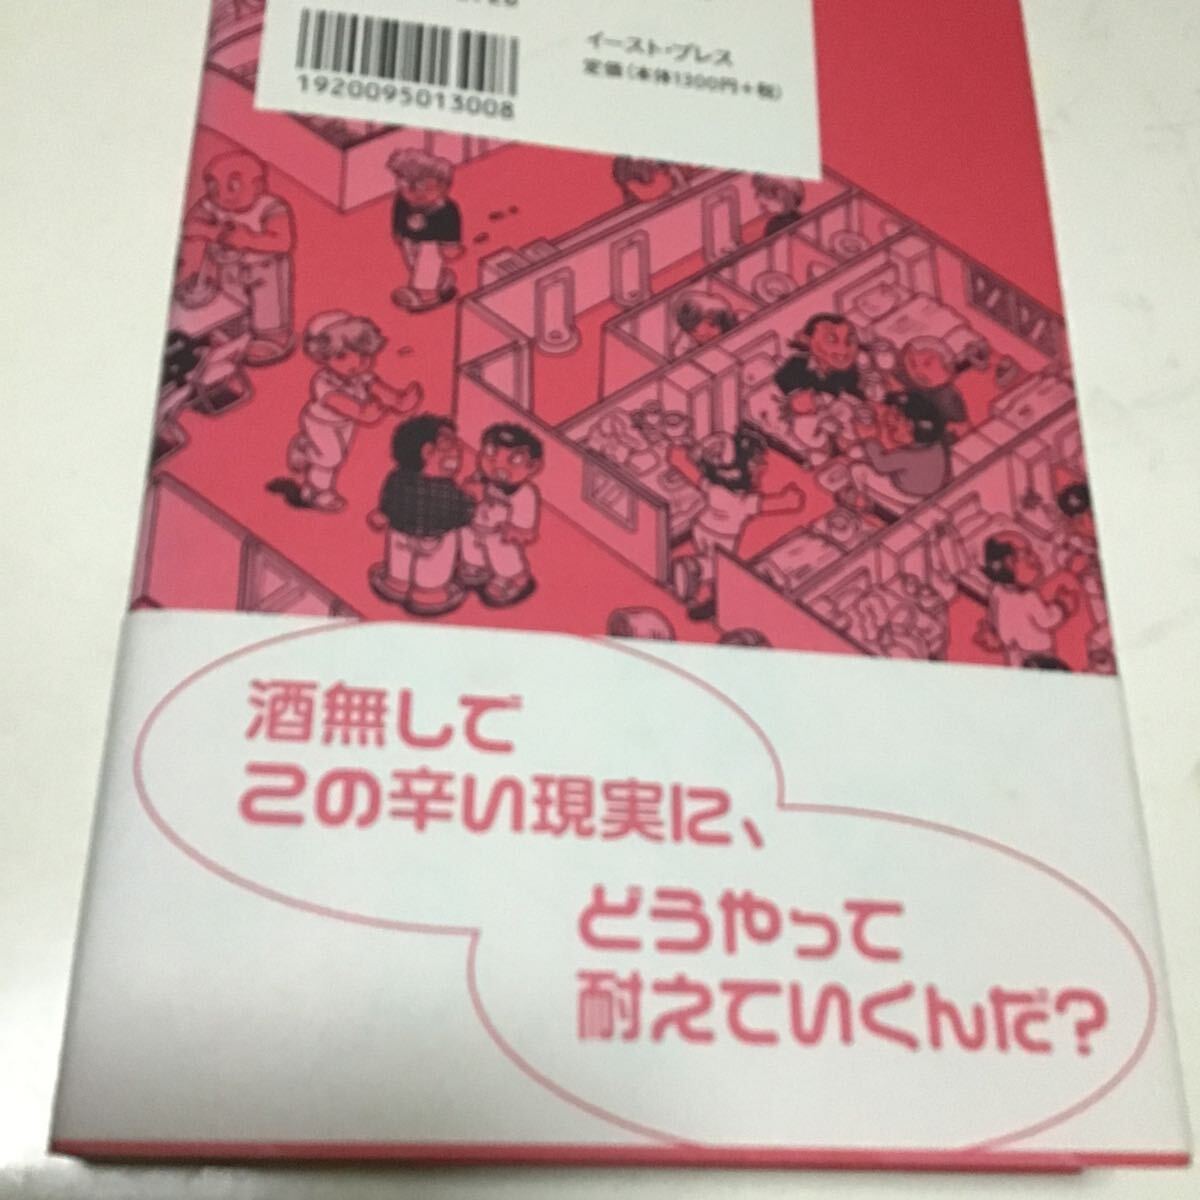 イースト・プレス
定価（本体1300円+税）
1920095013008
酒無しで
この辛い現実に、
どうやって
耐えていくんだ?